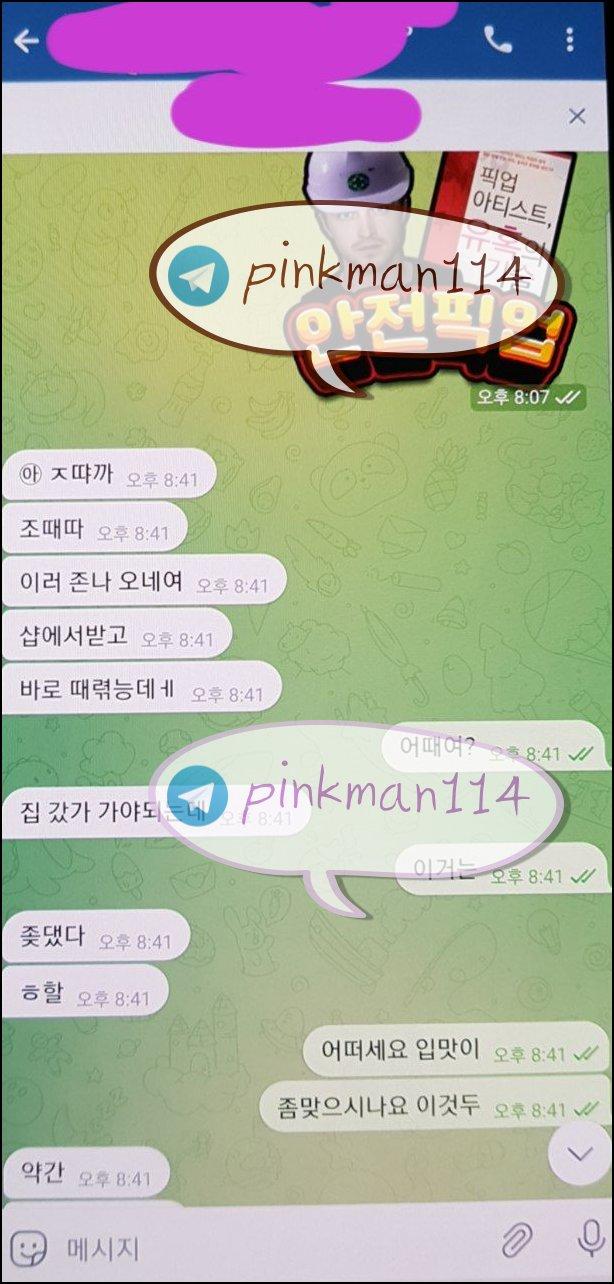 픽업
아티스트,
유혹의
기술
pinkman114
안전픽업
오후 8:07
아 ㅈ땨까 오후 8:41
조때따 오후 8:41
이러 존나 오네여 오후 8:41
샵에서받고 오후 8:41
바로 때렦능데ㅔ 오후 8:41
어때여? 오후 8:41
pinkman114
집 갔가 가야되는데 오후 8:41
이거는 오후 8:41
좆댔다 오후 8:41
ㅎ할 오후 8:41
어떠세요 입맛이 오후 8:41
좀맞으시나요 이것두 오후 8:41
약간 오후 8:41
메시지